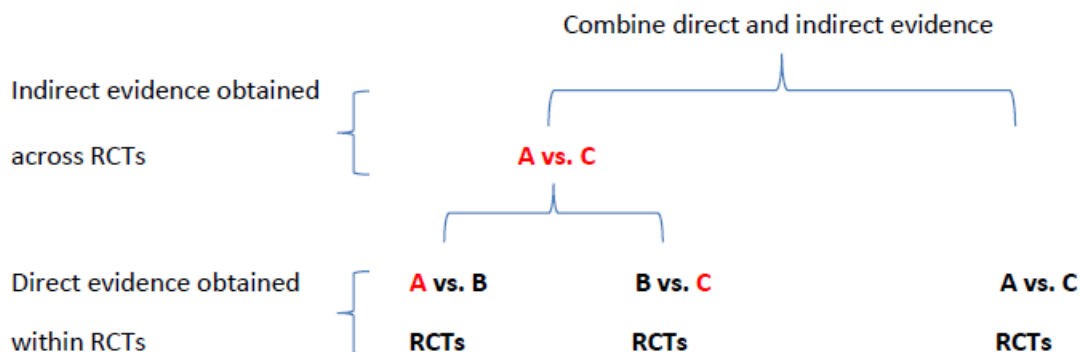 Combine direct and indirect evidence
Indirect evidence obtained
across RCTs
A vs. C
Direct evidence obtained
within RCTs
A vs. B
RCTs
B vs. C
RCTs
A vs. C
RCTs